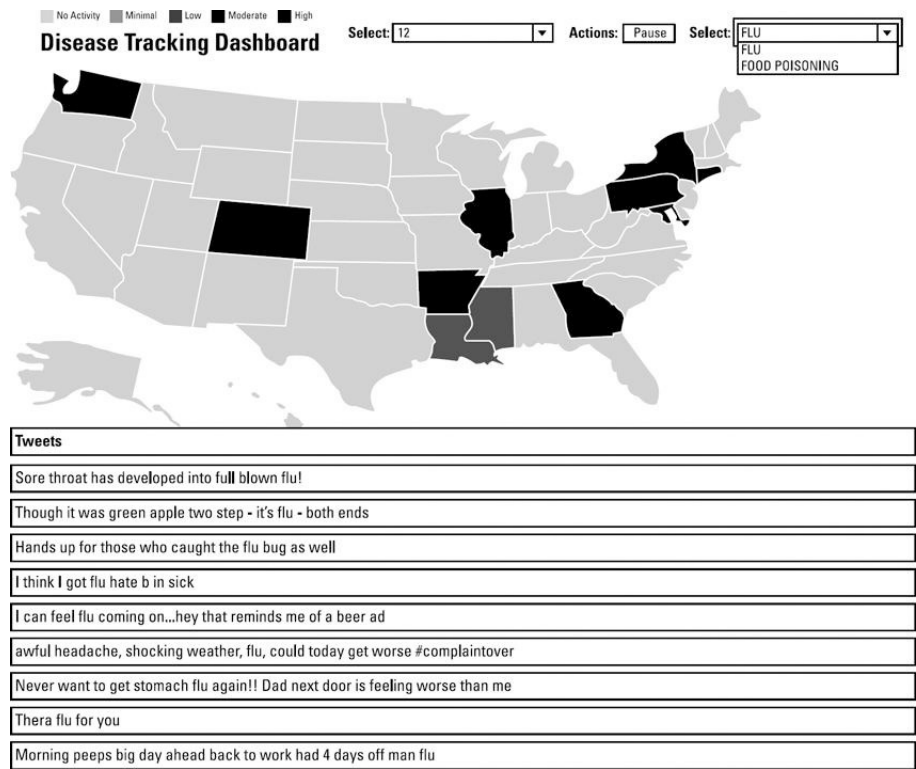 No Activity Minimal Low Moderate High
Disease Tracking Dashboard
Select: 12 Actions: Pause Select: FLU
FLU
FOOD POISONING
Tweets
Sore throat has developed into full blown flu!
Though it was green apple two step - it's flu - both ends
Hands up for those who caught the flu bug as well
I think I got flu hate b in sick
I can feel flu coming on...hey that reminds me of a beer ad
awful headache, shocking weather, flu, could today get worse #complaintover
Never want to get stomach flu again!! Dad next door is feeling worse than me
Thera flu for you
Morning peeps big day ahead back to work had 4 days off man flu